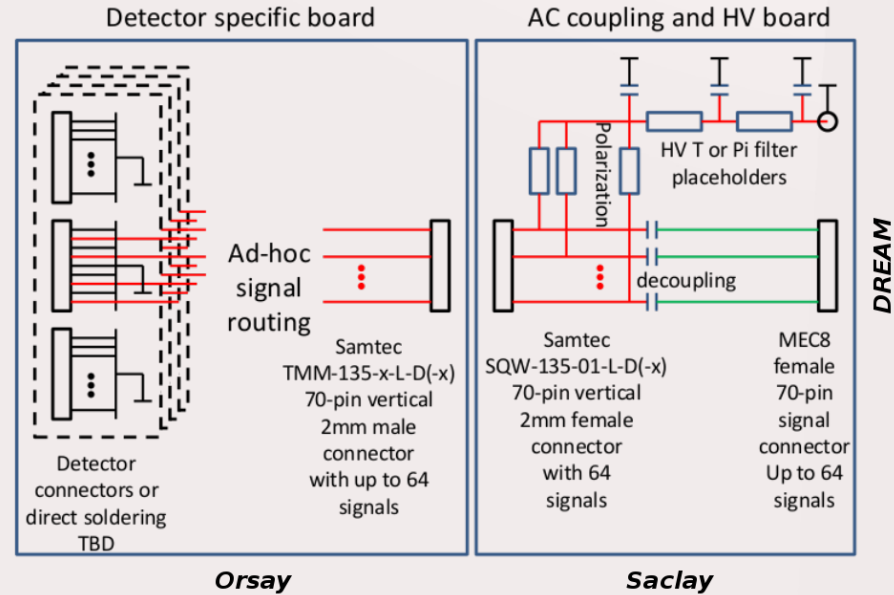 Detector specific board
AC coupling and HV board
Polarization
HV T or Pi filter
placeholders
Ad-hoc
signal
routing
decoupling
DREAM
Samtec
TMM-135-x-L-D(-x)
70-pin vertical
2mm male
connector
with up to 64
signals
Samtec
SQW-135-01-L-D(-x)
70-pin vertical
2mm female
connector
with 64
signals
MEC8
female
70-pin
signal
connector
Up to 64
signals
Detector
connectors or
direct soldering
TBD
Orsay
Saclay